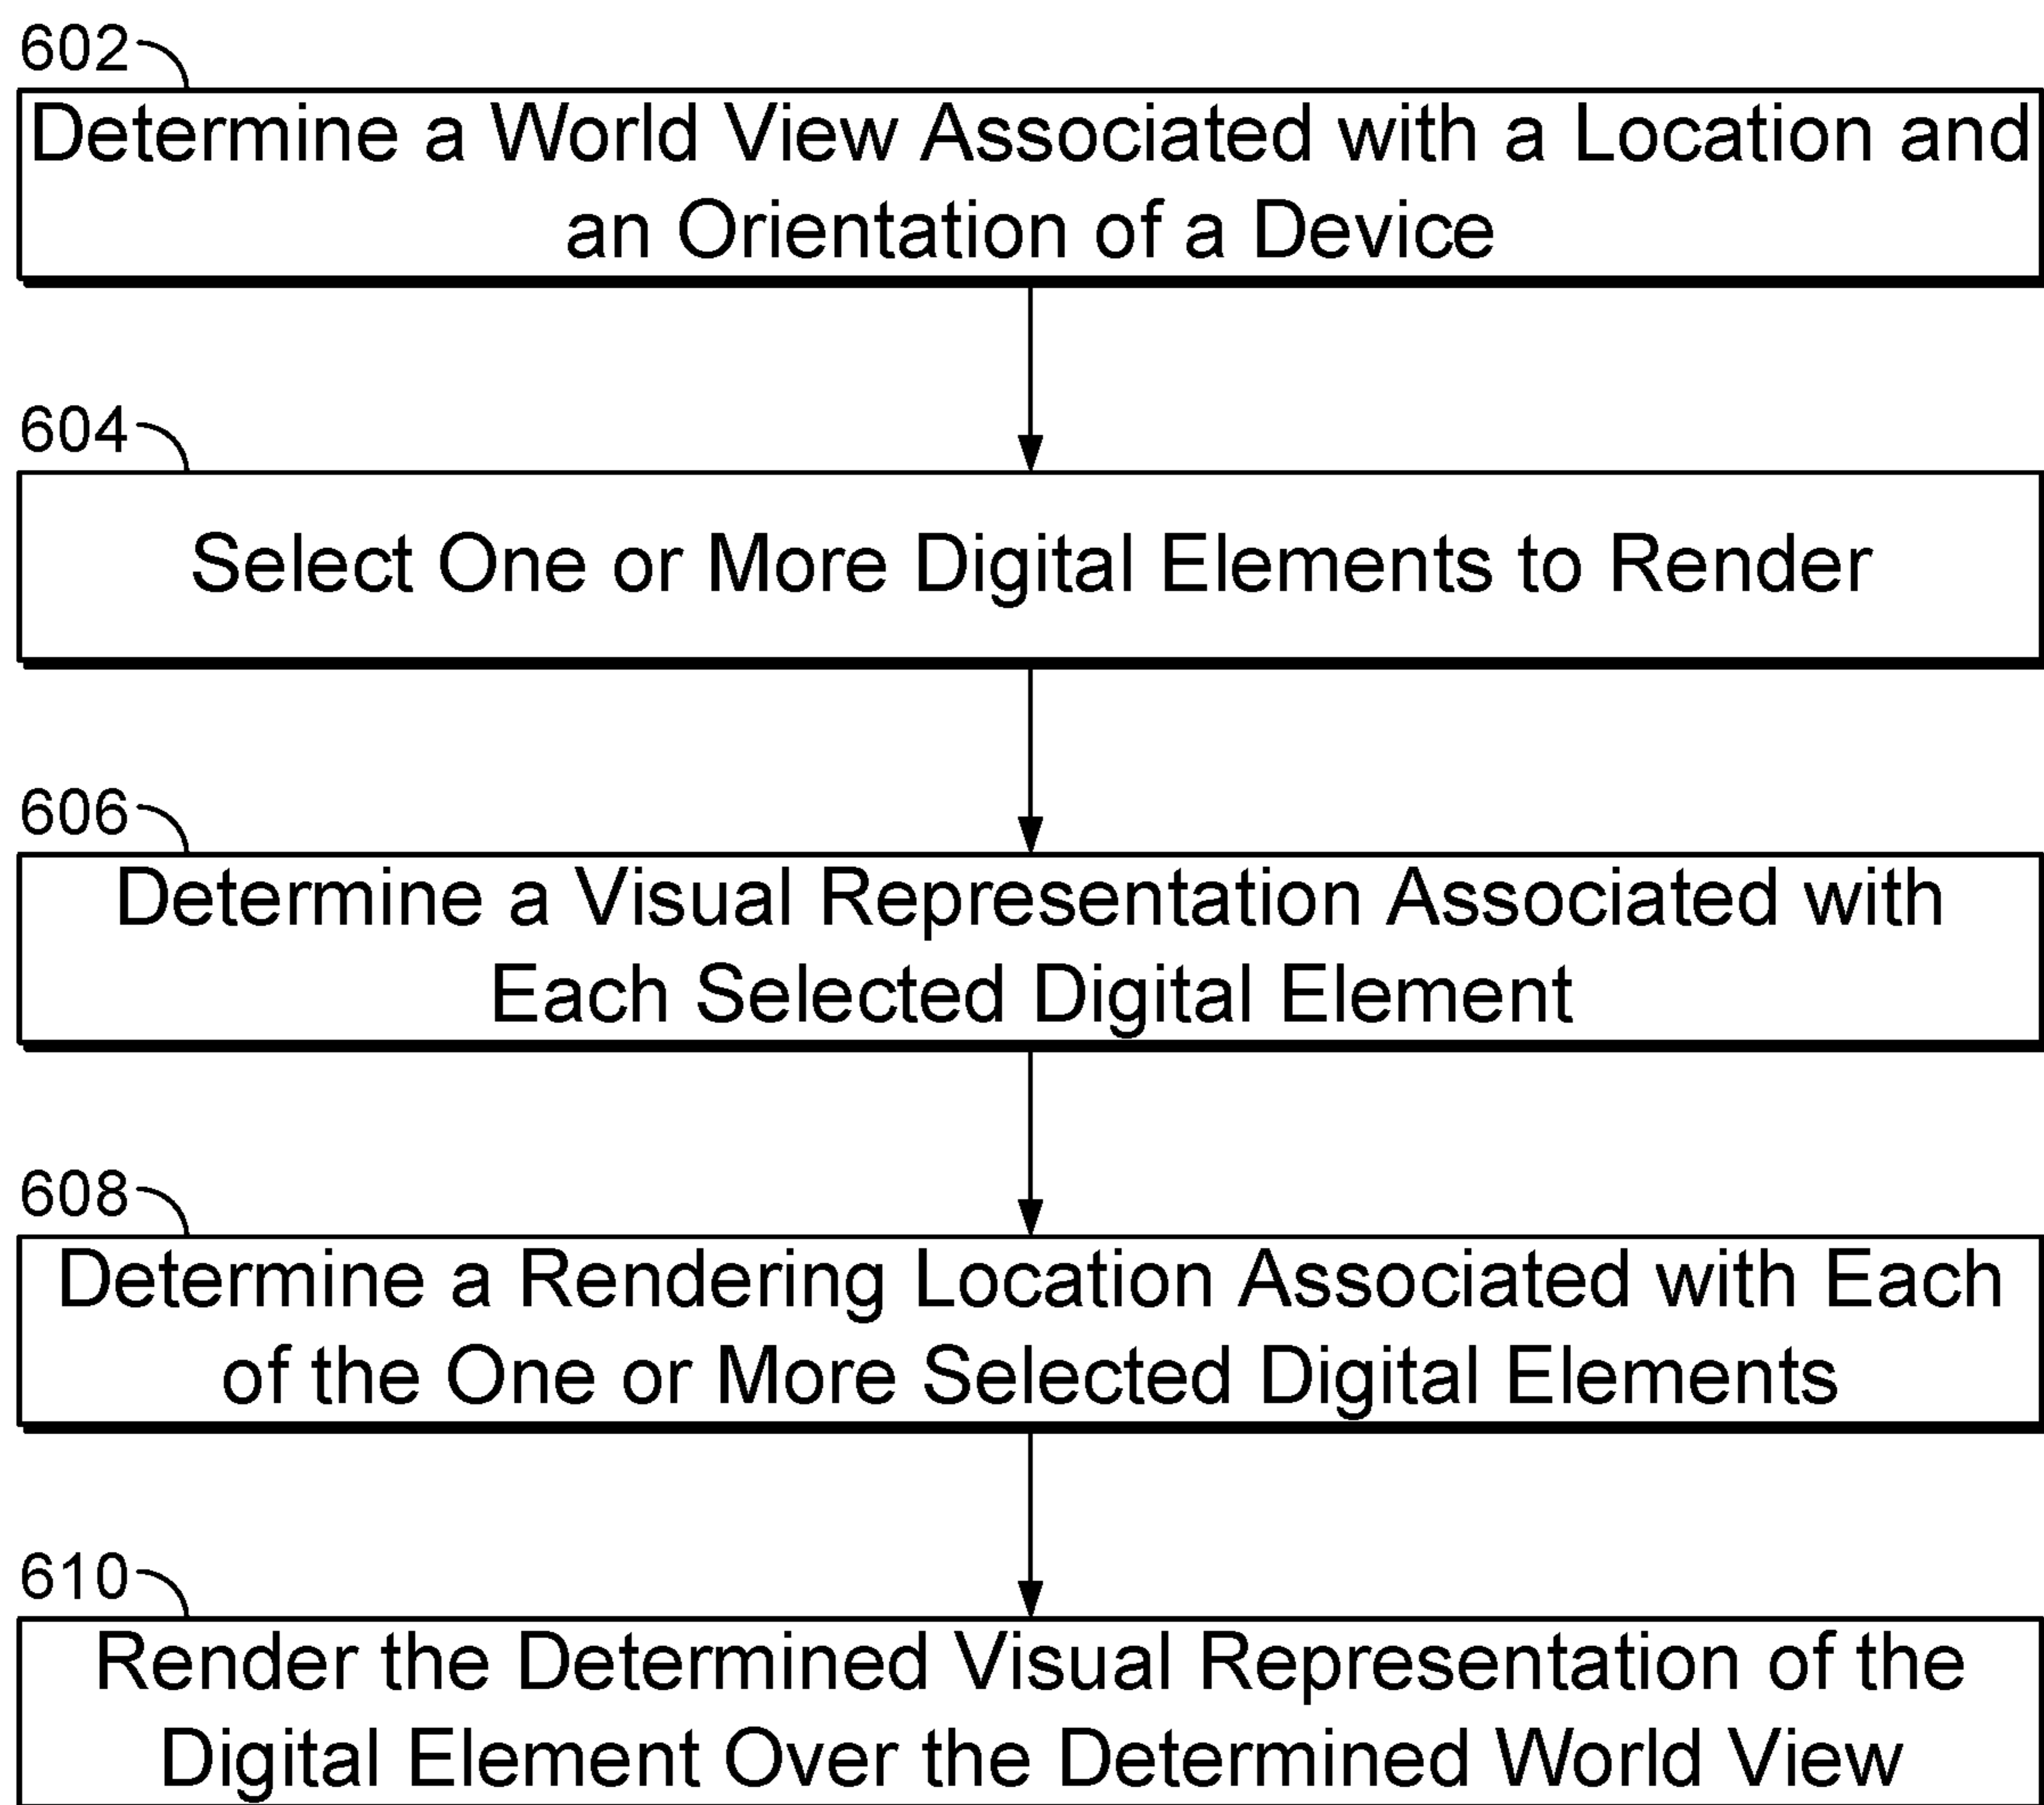 602
Determine a World View Associated with a Location and
an Orientation of a Device
604
Select One or More Digital Elements to Render
606
Determine a Visual Representation Associated with
Each Selected Digital Element
608
Determine a Rendering Location Associated with Each
of the One or More Selected Digital Elements
610
Render the Determined Visual Representation of the
Digital Element Over the Determined World View